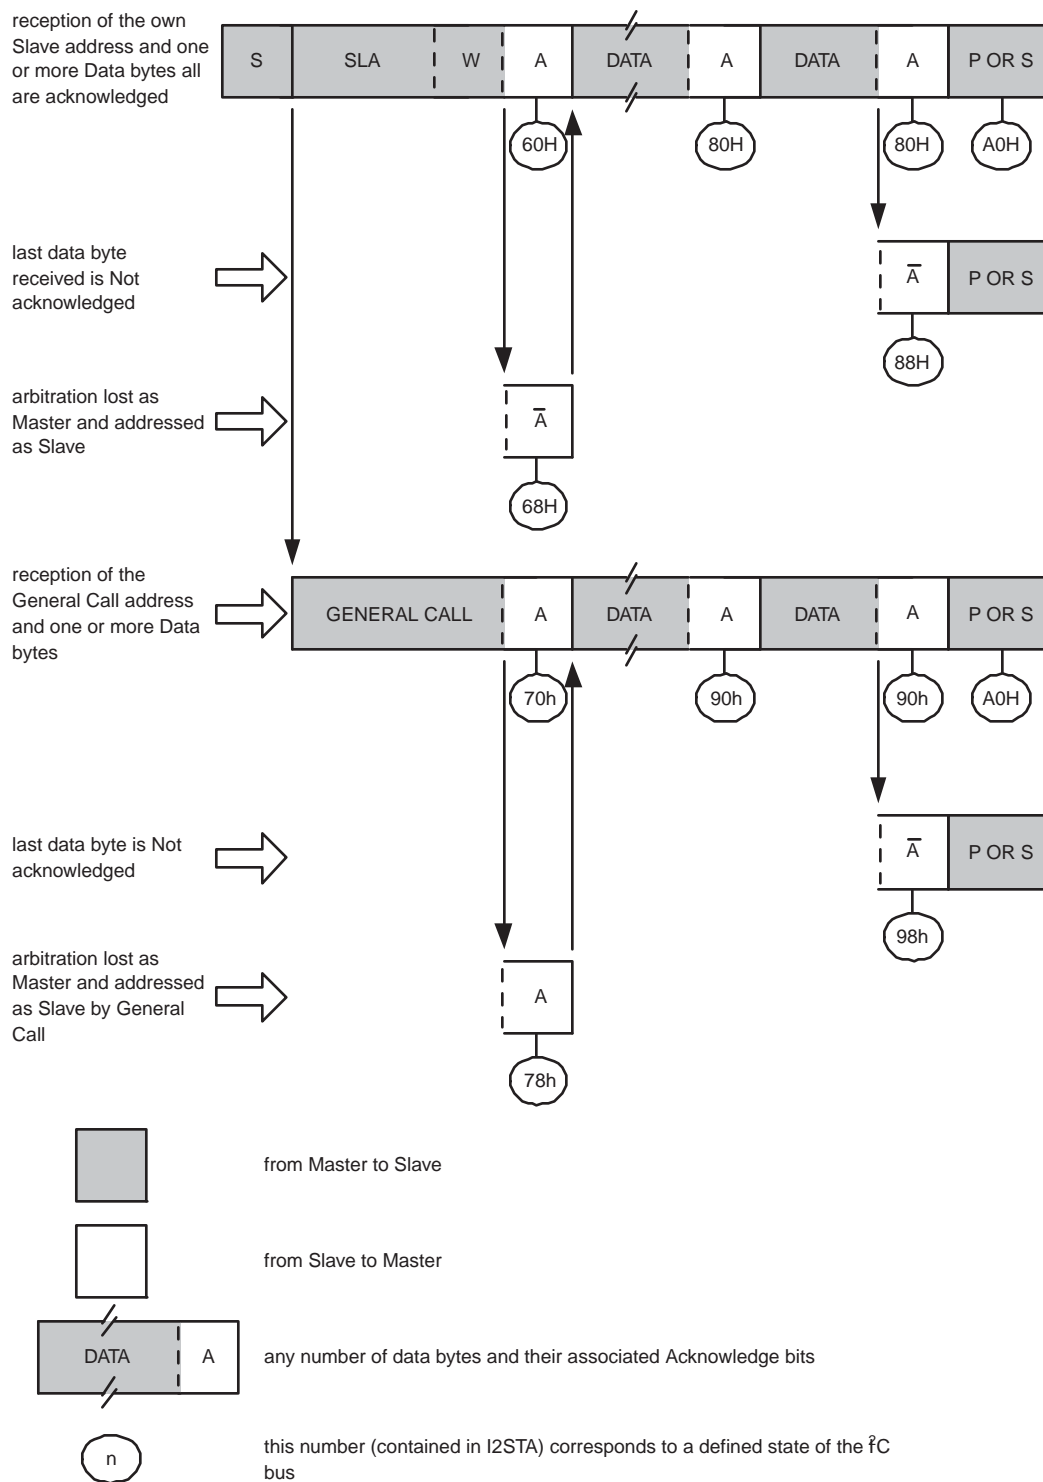 reception of the own
Slave address and one
or more Data bytes all
are acknowledged
S SLA W A DATA A DATA A P OR S
60H 80H 80H A0H
last data byte
received is Not
acknowledged
A̅ P OR S
88H
arbitration lost as
Master and addressed
as Slave
A̅
68H
reception of the
General Call address
and one or more Data
bytes
GENERAL CALL A DATA A DATA A P OR S
70h 90h 90h A0H
last data byte is Not
acknowledged
A̅ P OR S
98h
arbitration lost as
Master and addressed
as Slave by General
Call
A
78h
from Master to Slave
from Slave to Master
DATA A
any number of data bytes and their associated Acknowledge bits
n
this number (contained in I2STA) corresponds to a defined state of the I²C
bus